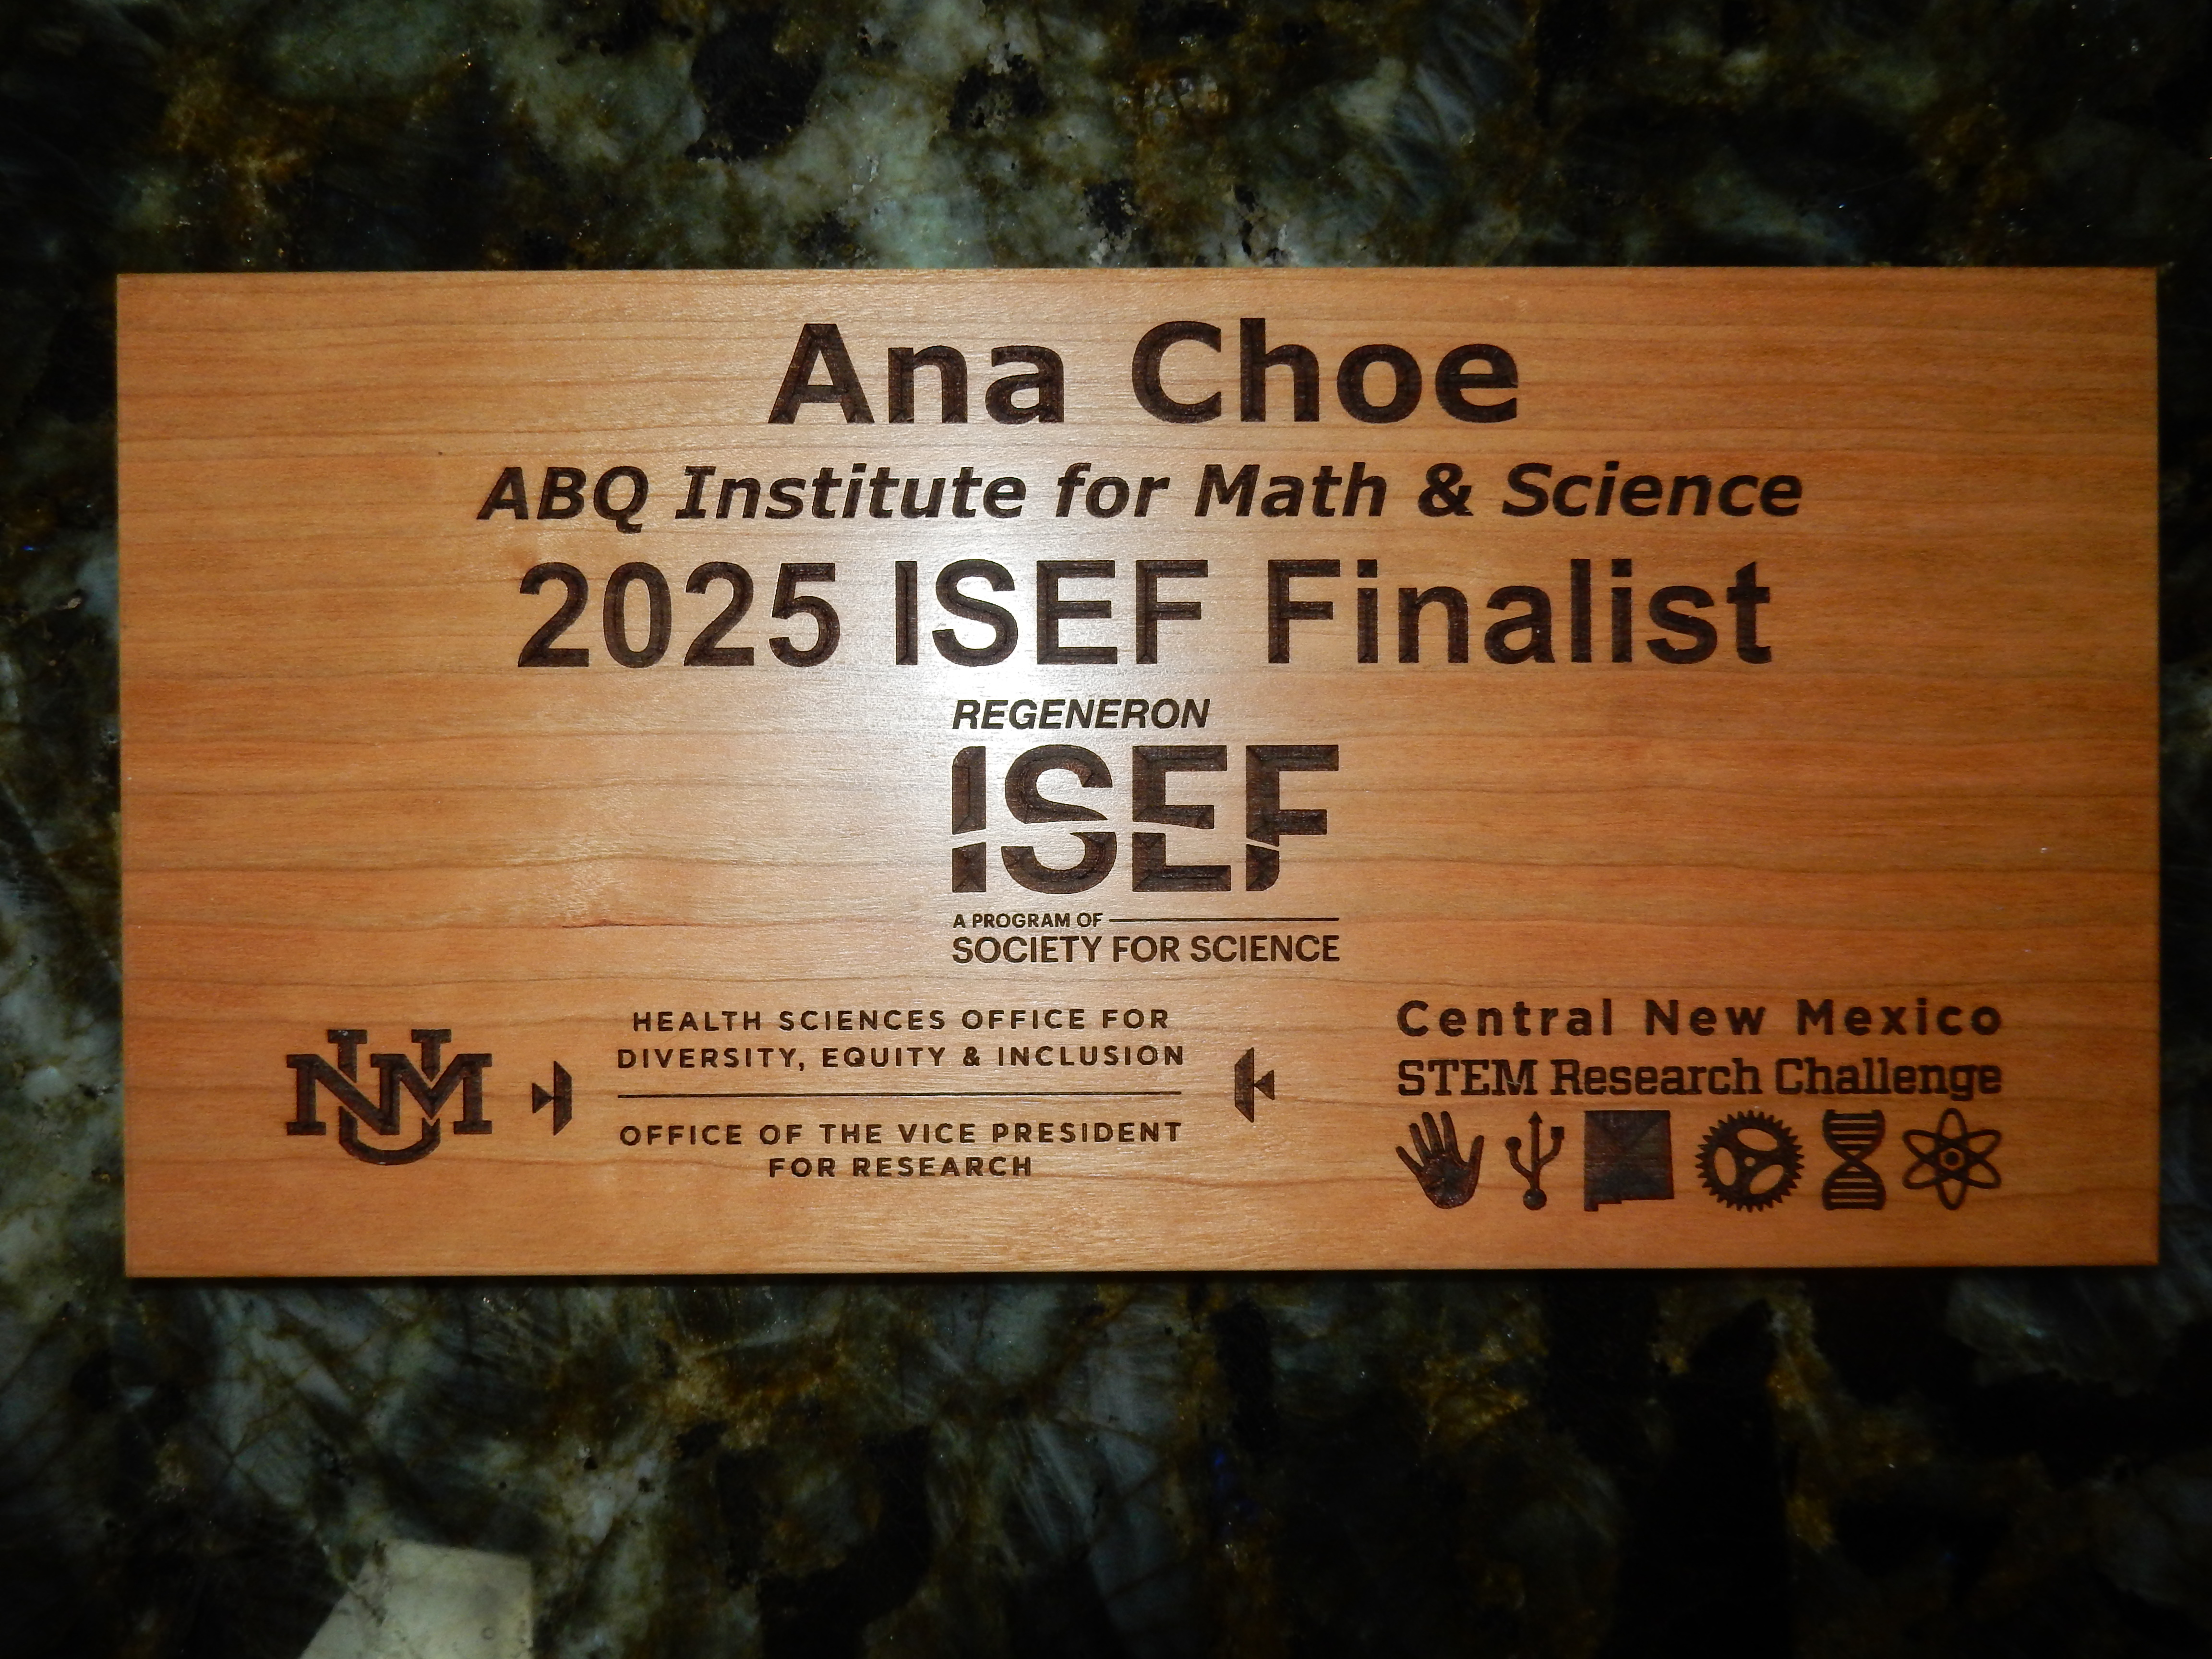 Ana Choe
ABQ Institute for Math & Science
2025 ISEF Finalist
REGENERON
ISEF
A PROGRAM OF
SOCIETY FOR SCIENCE
UNM
HEALTH SCIENCES OFFICE FOR
DIVERSITY, EQUITY & INCLUSION
OFFICE OF THE VICE PRESIDENT
FOR RESEARCH
Central New Mexico
STEM Research Challenge